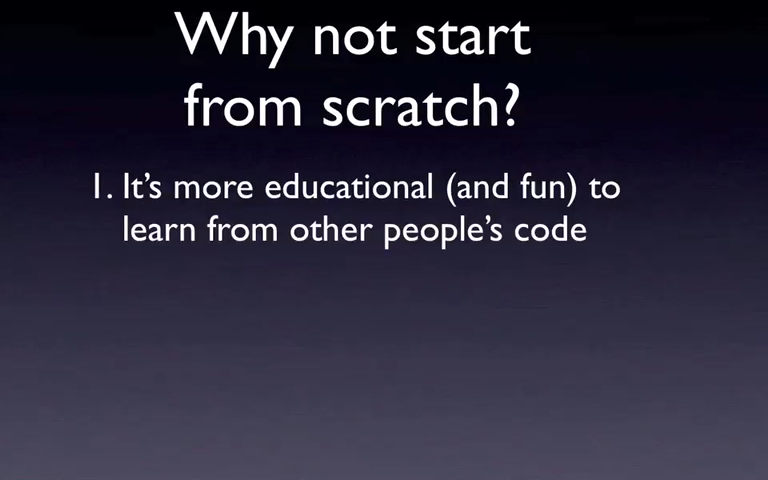 Why not start
from scratch?
1. It's more educational (and fun) to
learn from other people's code